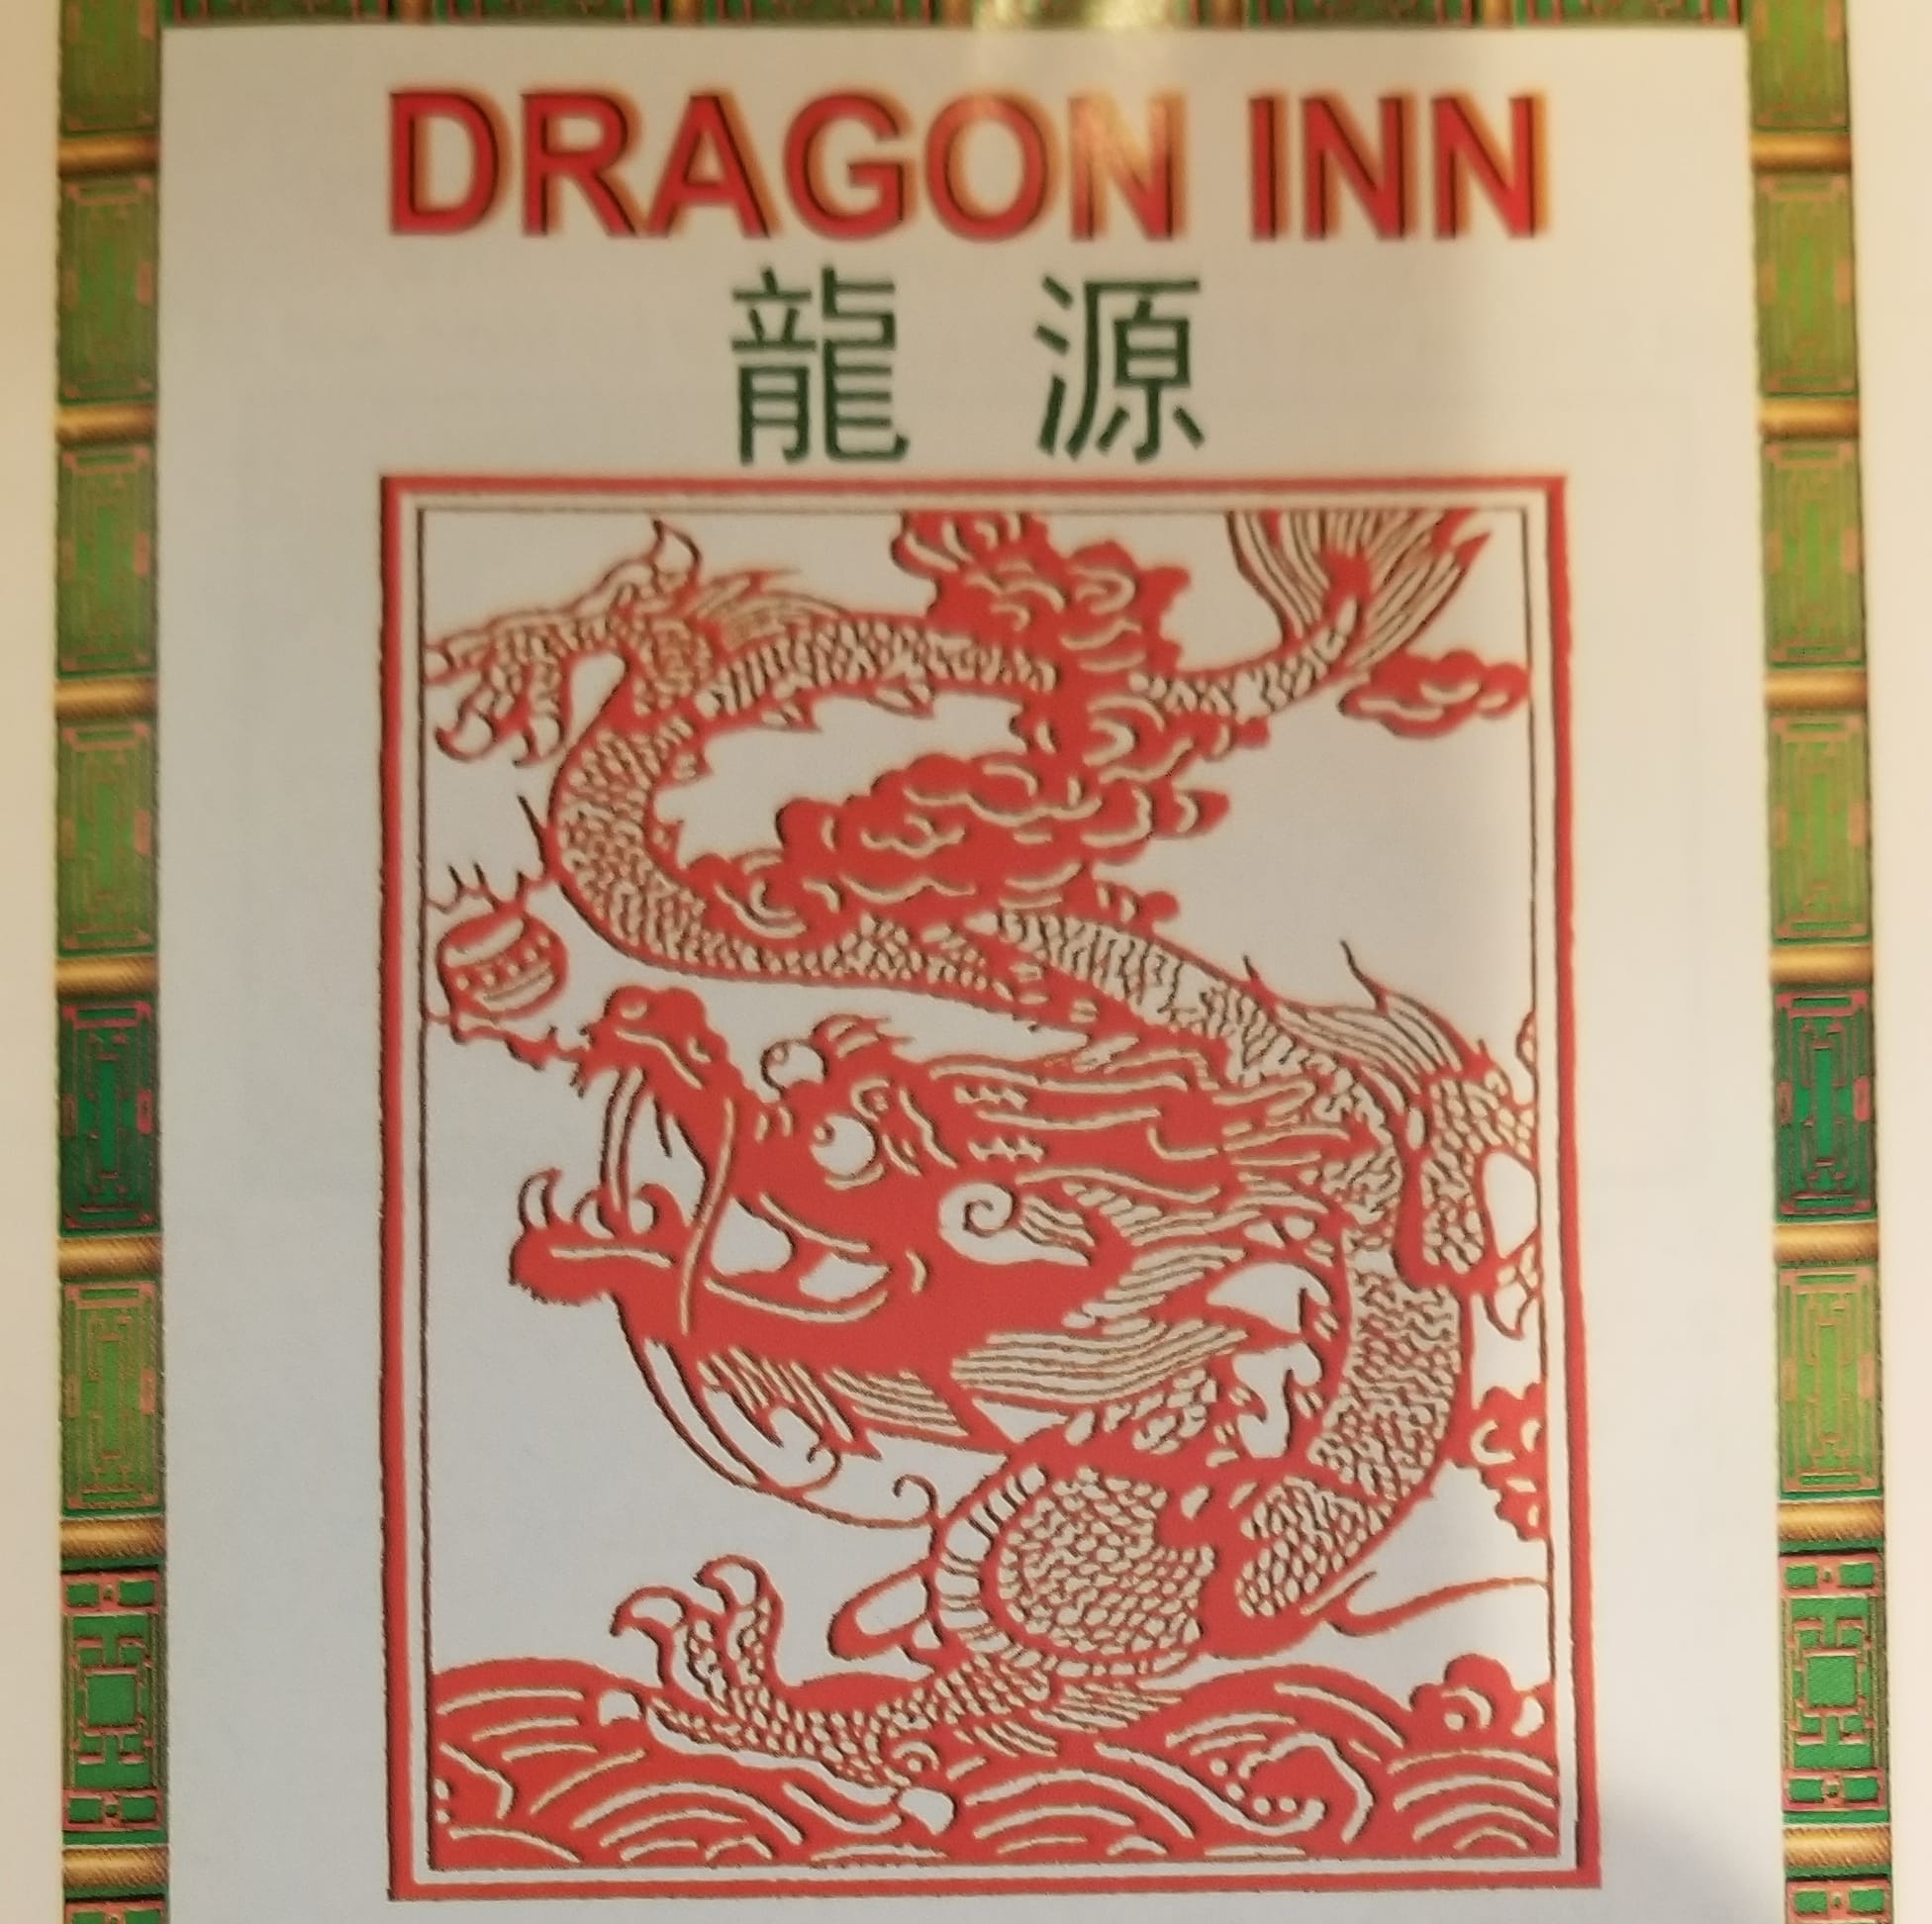 DRAGON INN
龍 源